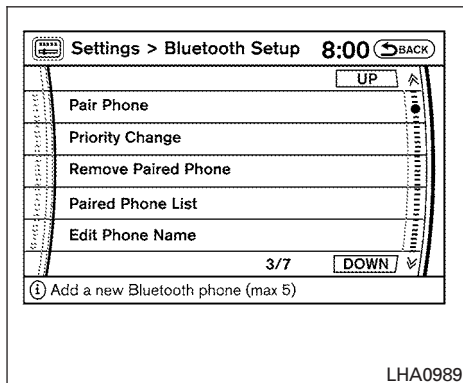 Settings > Bluetooth Setup 8:00 BACK
UP
Pair Phone
Priority Change
Remove Paired Phone
Paired Phone List
Edit Phone Name
3/7 DOWN
i Add a new Bluetooth phone (max 5)
LHA0989